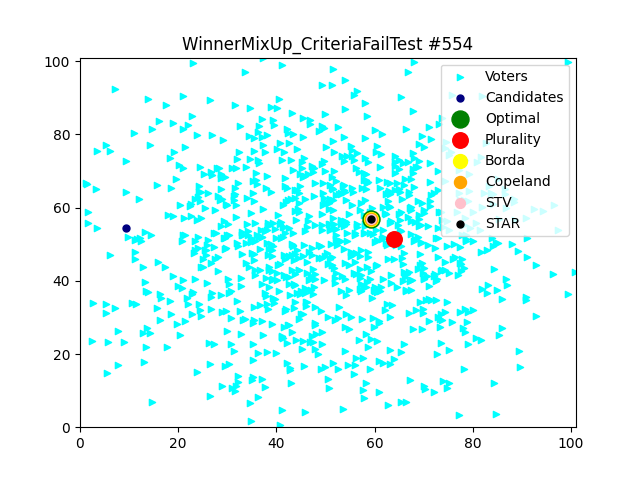 WinnerMixUp_CriteriaFailTest #554
100
80
60
40
20
0
0
20
40
60
80
100
Voters
Candidates
Optimal
Plurality
Borda
Copeland
STV
STAR